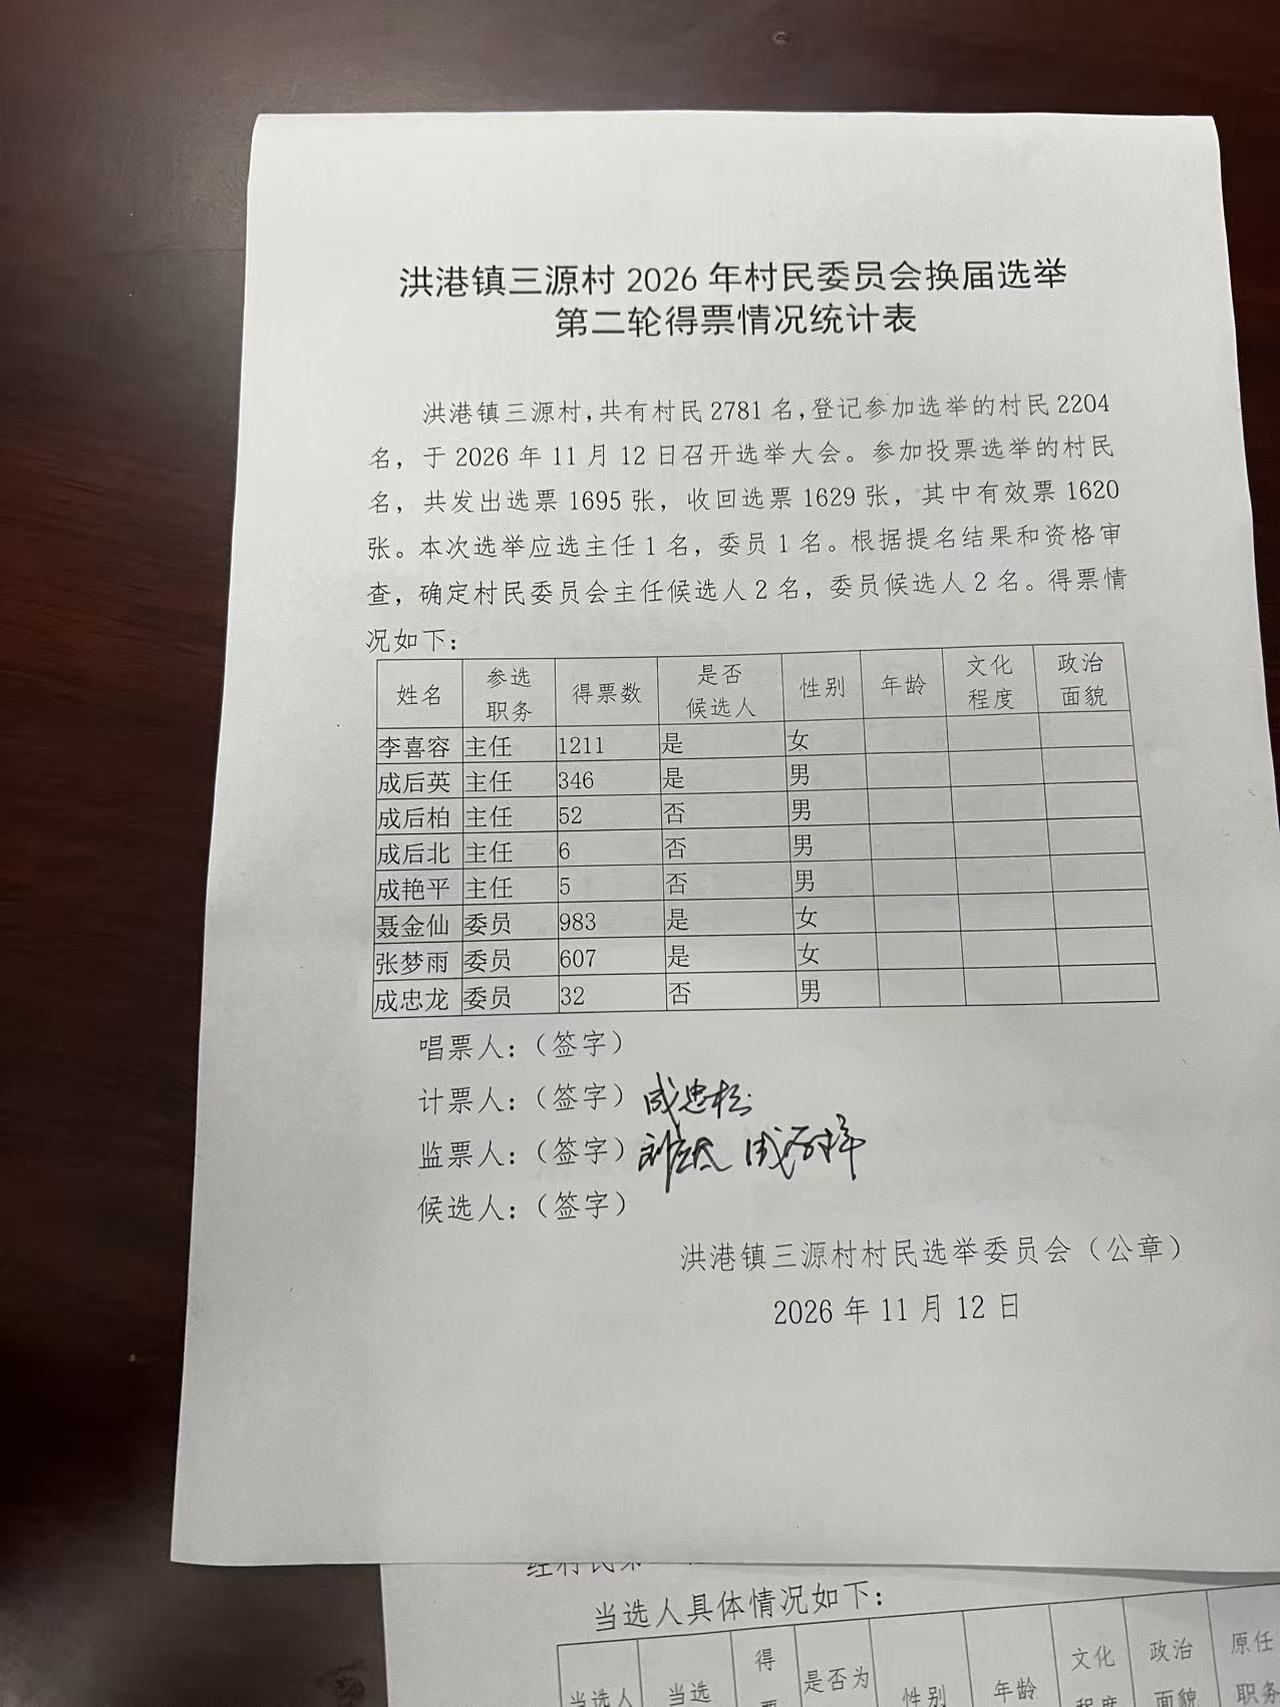 洪港镇三源村 2026 年村民委员会换届选举
第二轮得票情况统计表
洪港镇三源村,共有村民 2781 名,登记参加选举的村民 2204
名，于 2026 年 11 月 12 日召开选举大会。参加投票选举的村民
名，共发出选票 1695 张，收回选票 1629 张，其中有效票 1620
张。本次选举应选主任 1 名，委员 1 名。根据提名结果和资格审
查，确定村民委员会主任候选人 2 名，委员候选人 2 名。得票情
况如下：
姓名 参选职务 得票数 是否候选人 性别 年龄 文化程度 政治面貌
李喜容 主任 1211 是 女
成后英 主任 346 是 男
成后柏 主任 52 否 男
成后北 主任 6 否 男
成艳平 主任 5 否 男
聂金仙 委员 983 是 女
张梦雨 委员 607 是 女
成忠龙 委员 32 否 男
唱票人：（签字）
计票人：（签字）成忠松
监票人：（签字）
候选人：（签字）
洪港镇三源村村民选举委员会（公章）
2026 年 11 月 12 日
当选人具体情况如下：
当选人 当选 得票 是否为 性别 年龄 文化程度 政治面貌 原任职务